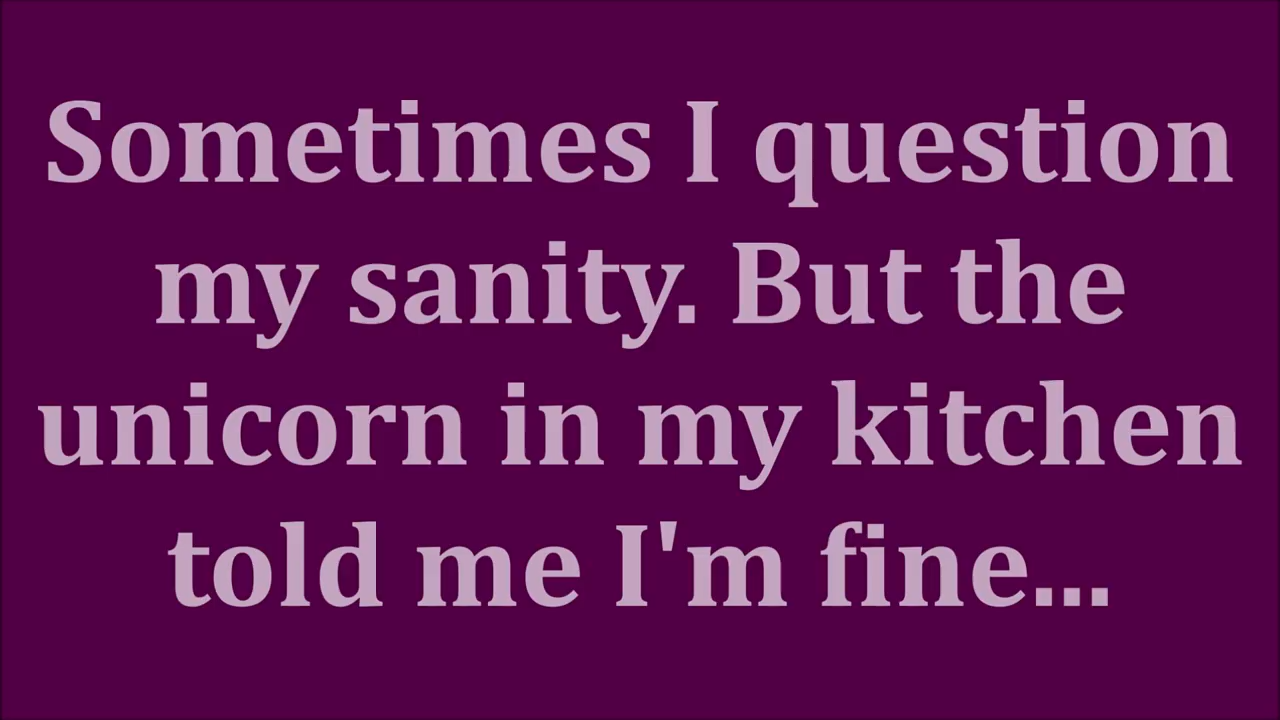 Sometimes I question
my sanity. But the
unicorn in my kitchen
told me I'm fine...